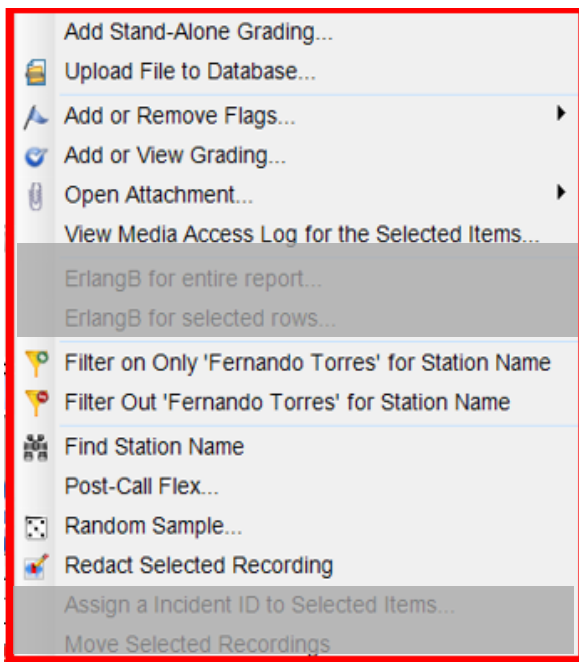 Add Stand-Alone Grading...
Upload File to Database...
Add or Remove Flags...
Add or View Grading...
Open Attachment...
View Media Access Log for the Selected Items...
ErlangB for entire report...
ErlangB for selected rows...
Filter on Only 'Fernando Torres' for Station Name
Filter Out 'Fernando Torres' for Station Name
Find Station Name
Post-Call Flex...
Random Sample...
Redact Selected Recording
Assign a Incident ID to Selected Items...
Move Selected Recordings